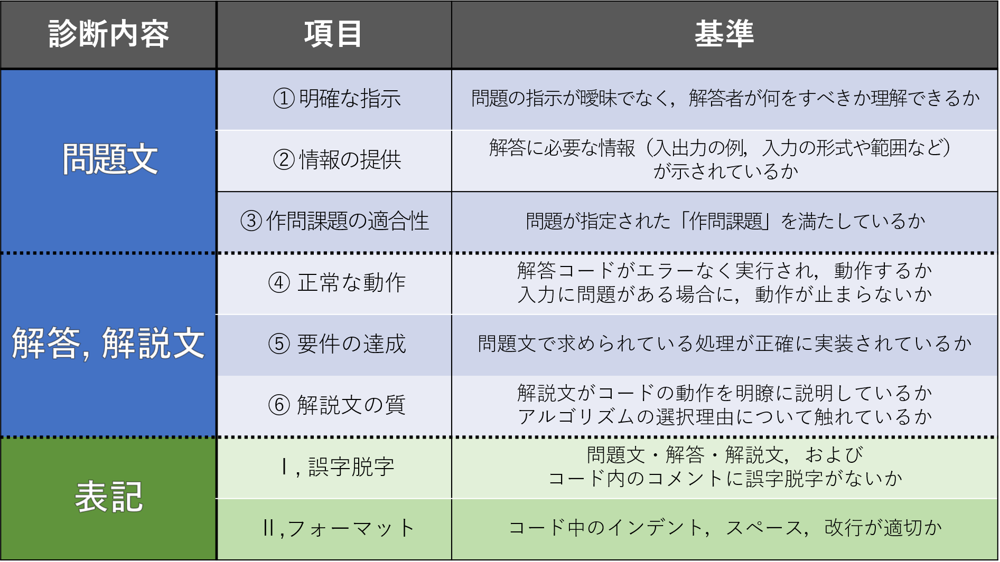 診断内容 項目 基準
問題文
①明確な指示 問題の指示が曖昧でなく，解答者が何をすべきか理解できるか
②情報の提供 解答に必要な情報（入出力の例，入力の形式や範囲など）
が示されているか
③作問課題の適合性 問題が指定された「作問課題」を満たしているか
解答，解説文
④ 正常な動作 解答コードがエラーなく実行され，動作するか
入力に問題がある場合に，動作が止まらないか
⑤ 要件の達成 問題文で求められている処理が正確に実装されているか
⑥ 解説文の質 解説文がコードの動作を明瞭に説明しているか
アルゴリズムの選択理由について触れているか
表記
Ⅰ, 誤字脱字 問題文・解答・解説文，および
コード内のコメントに誤字脱字がないか
Ⅱ,フォーマット コード中のインデント，スペース，改行が適切か